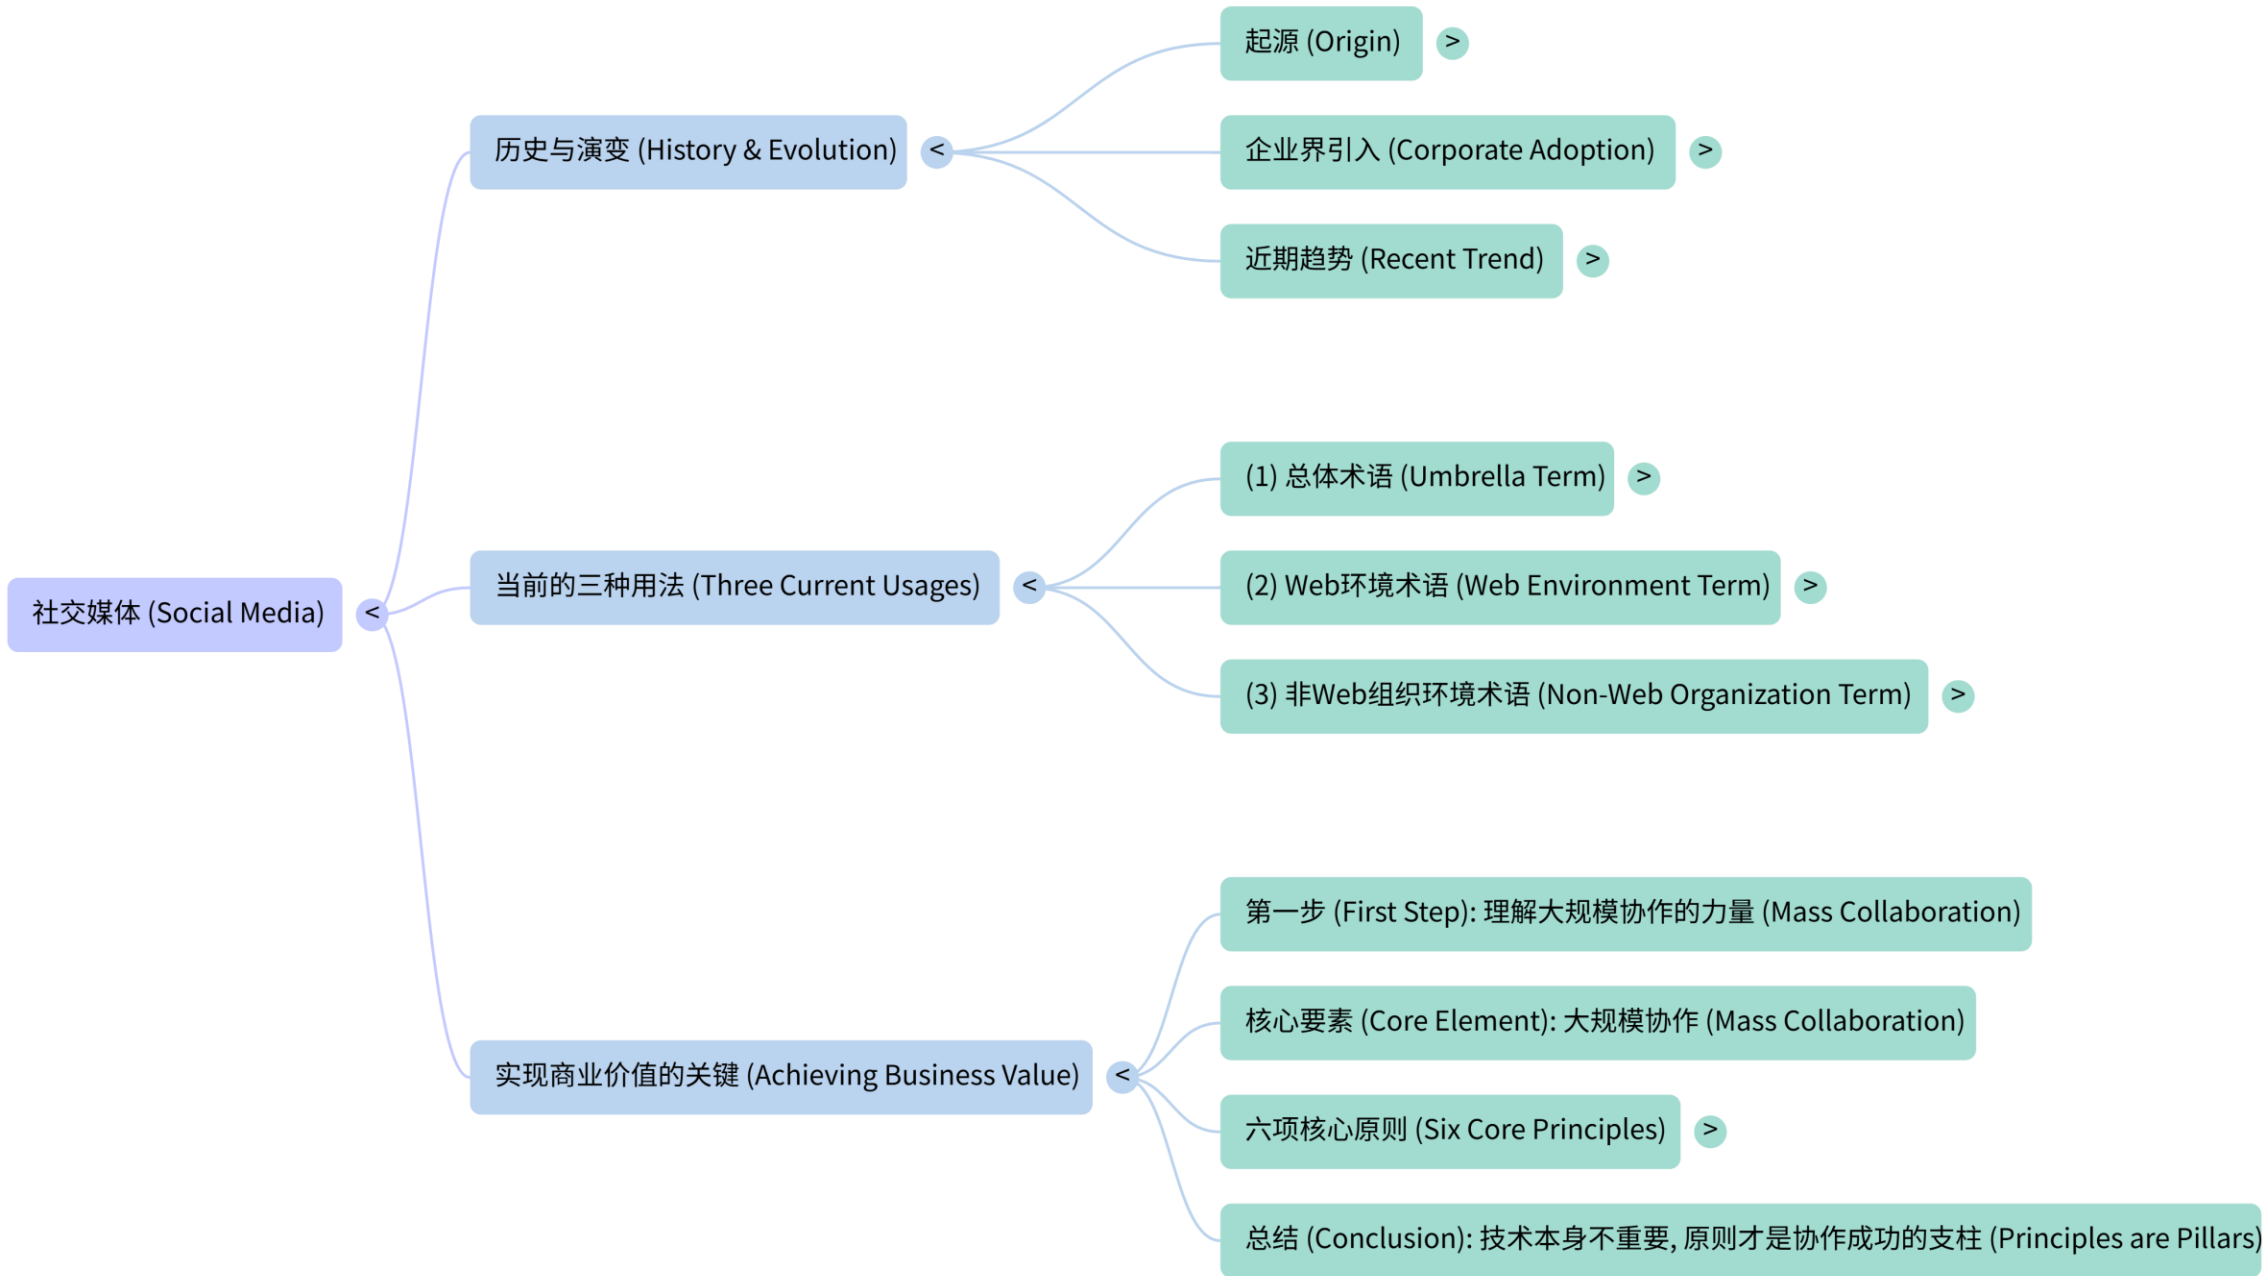 社交媒体 (Social Media)
<
历史与演变 (History & Evolution)
<
起源 (Origin)
>
企业界引入 (Corporate Adoption)
>
近期趋势 (Recent Trend)
>
当前的三种用法 (Three Current Usages)
<
(1) 总体术语 (Umbrella Term)
>
(2) Web环境术语 (Web Environment Term)
>
(3) 非Web组织环境术语 (Non-Web Organization Term)
>
实现商业价值的关键 (Achieving Business Value)
<
第一步 (First Step): 理解大规模协作的力量 (Mass Collaboration)
核心要素 (Core Element): 大规模协作 (Mass Collaboration)
六项核心原则 (Six Core Principles)
>
总结 (Conclusion): 技术本身不重要, 原则才是协作成功的支柱 (Principles are Pillars)